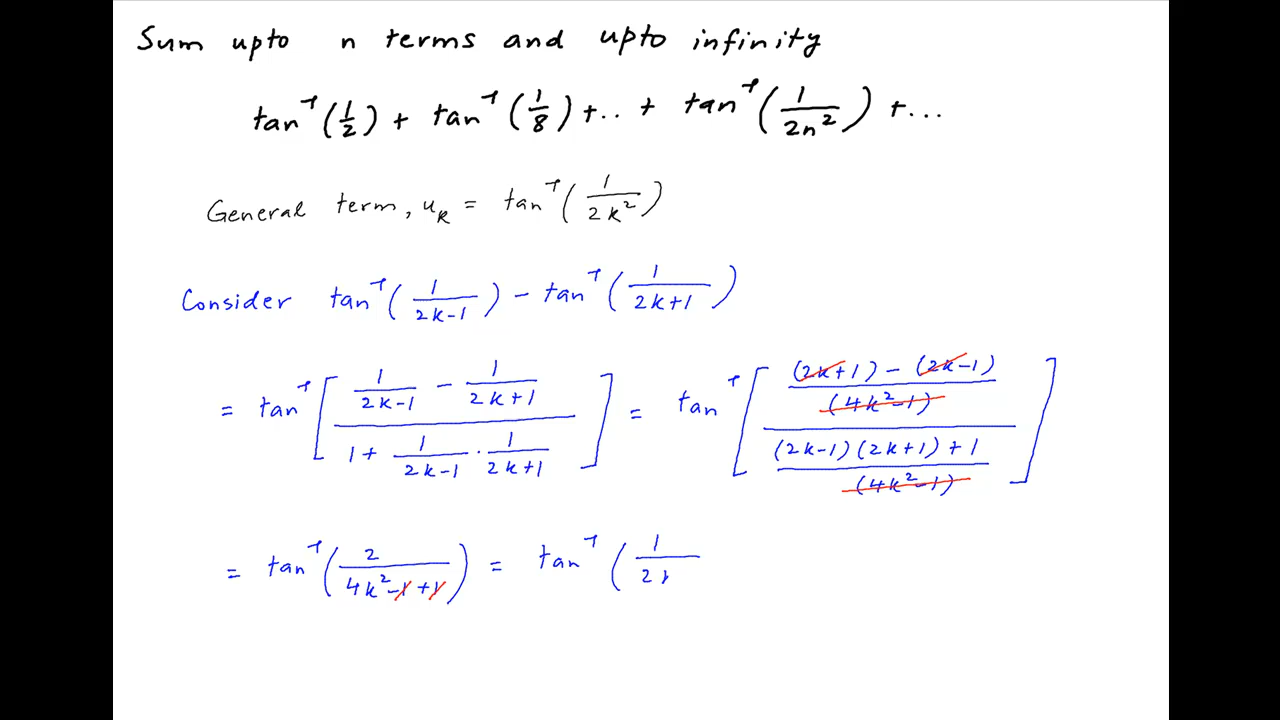 Sum upto n terms and upto infinity
tan⁻¹(1/2) + tan⁻¹(1/8) + .. + tan⁻¹(1/2n²) + ...
General term, u_k = tan⁻¹(1/2k²)
Consider tan⁻¹(1/(2k-1)) - tan⁻¹(1/(2k+1))
= tan⁻¹[(1/(2k-1) - 1/(2k+1)) / (1 + 1/(2k-1) · 1/(2k+1))] = tan⁻¹[(((2k+1) - (2k-1))/(4k²-1)) / (((2k-1)(2k+1)+1)/(4k²-1))]
= tan⁻¹(2/(4k²-1+1)) = tan⁻¹(1/2